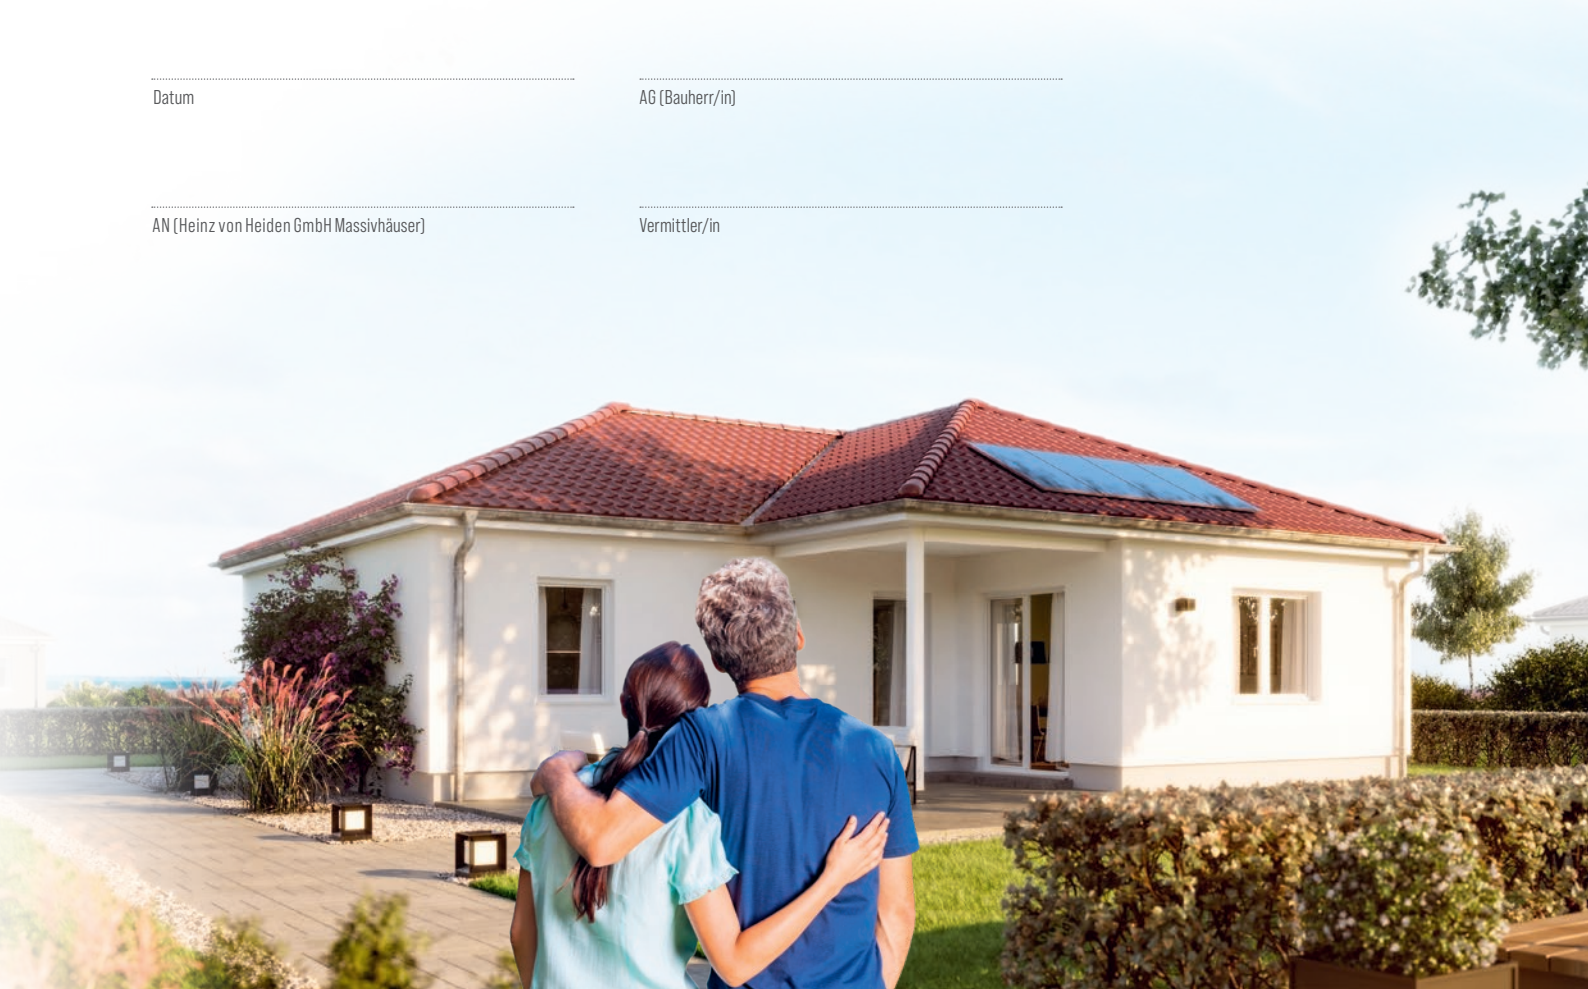 Datum
AG (Bauherr/in)
AN (Heinz von Heiden GmbH Massivhäuser)
Vermittler/in